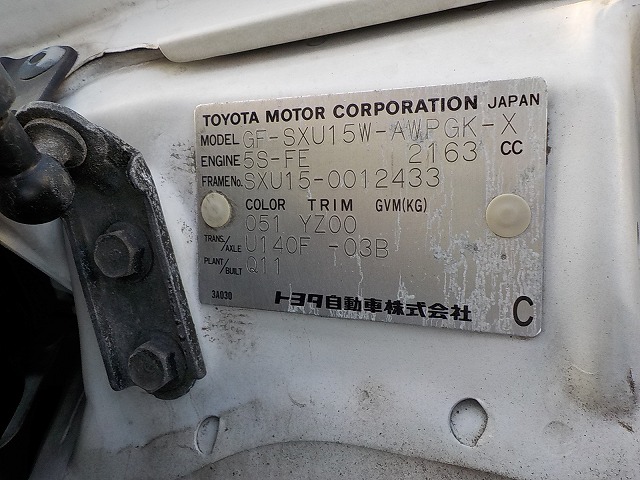 TOYOTA MOTOR CORPORATION JAPAN
MODEL GF-SXU15W-AWPGK-X
ENGINE 5S-FE 2163 CC
FRAME No. SXU15-0012433
COLOR TRIM GVM(KG)
051 YZ00
TRANS/AXLE U140F -03B
PLANT/BUILT Q11
3A030 トヨタ自動車株式会社 C